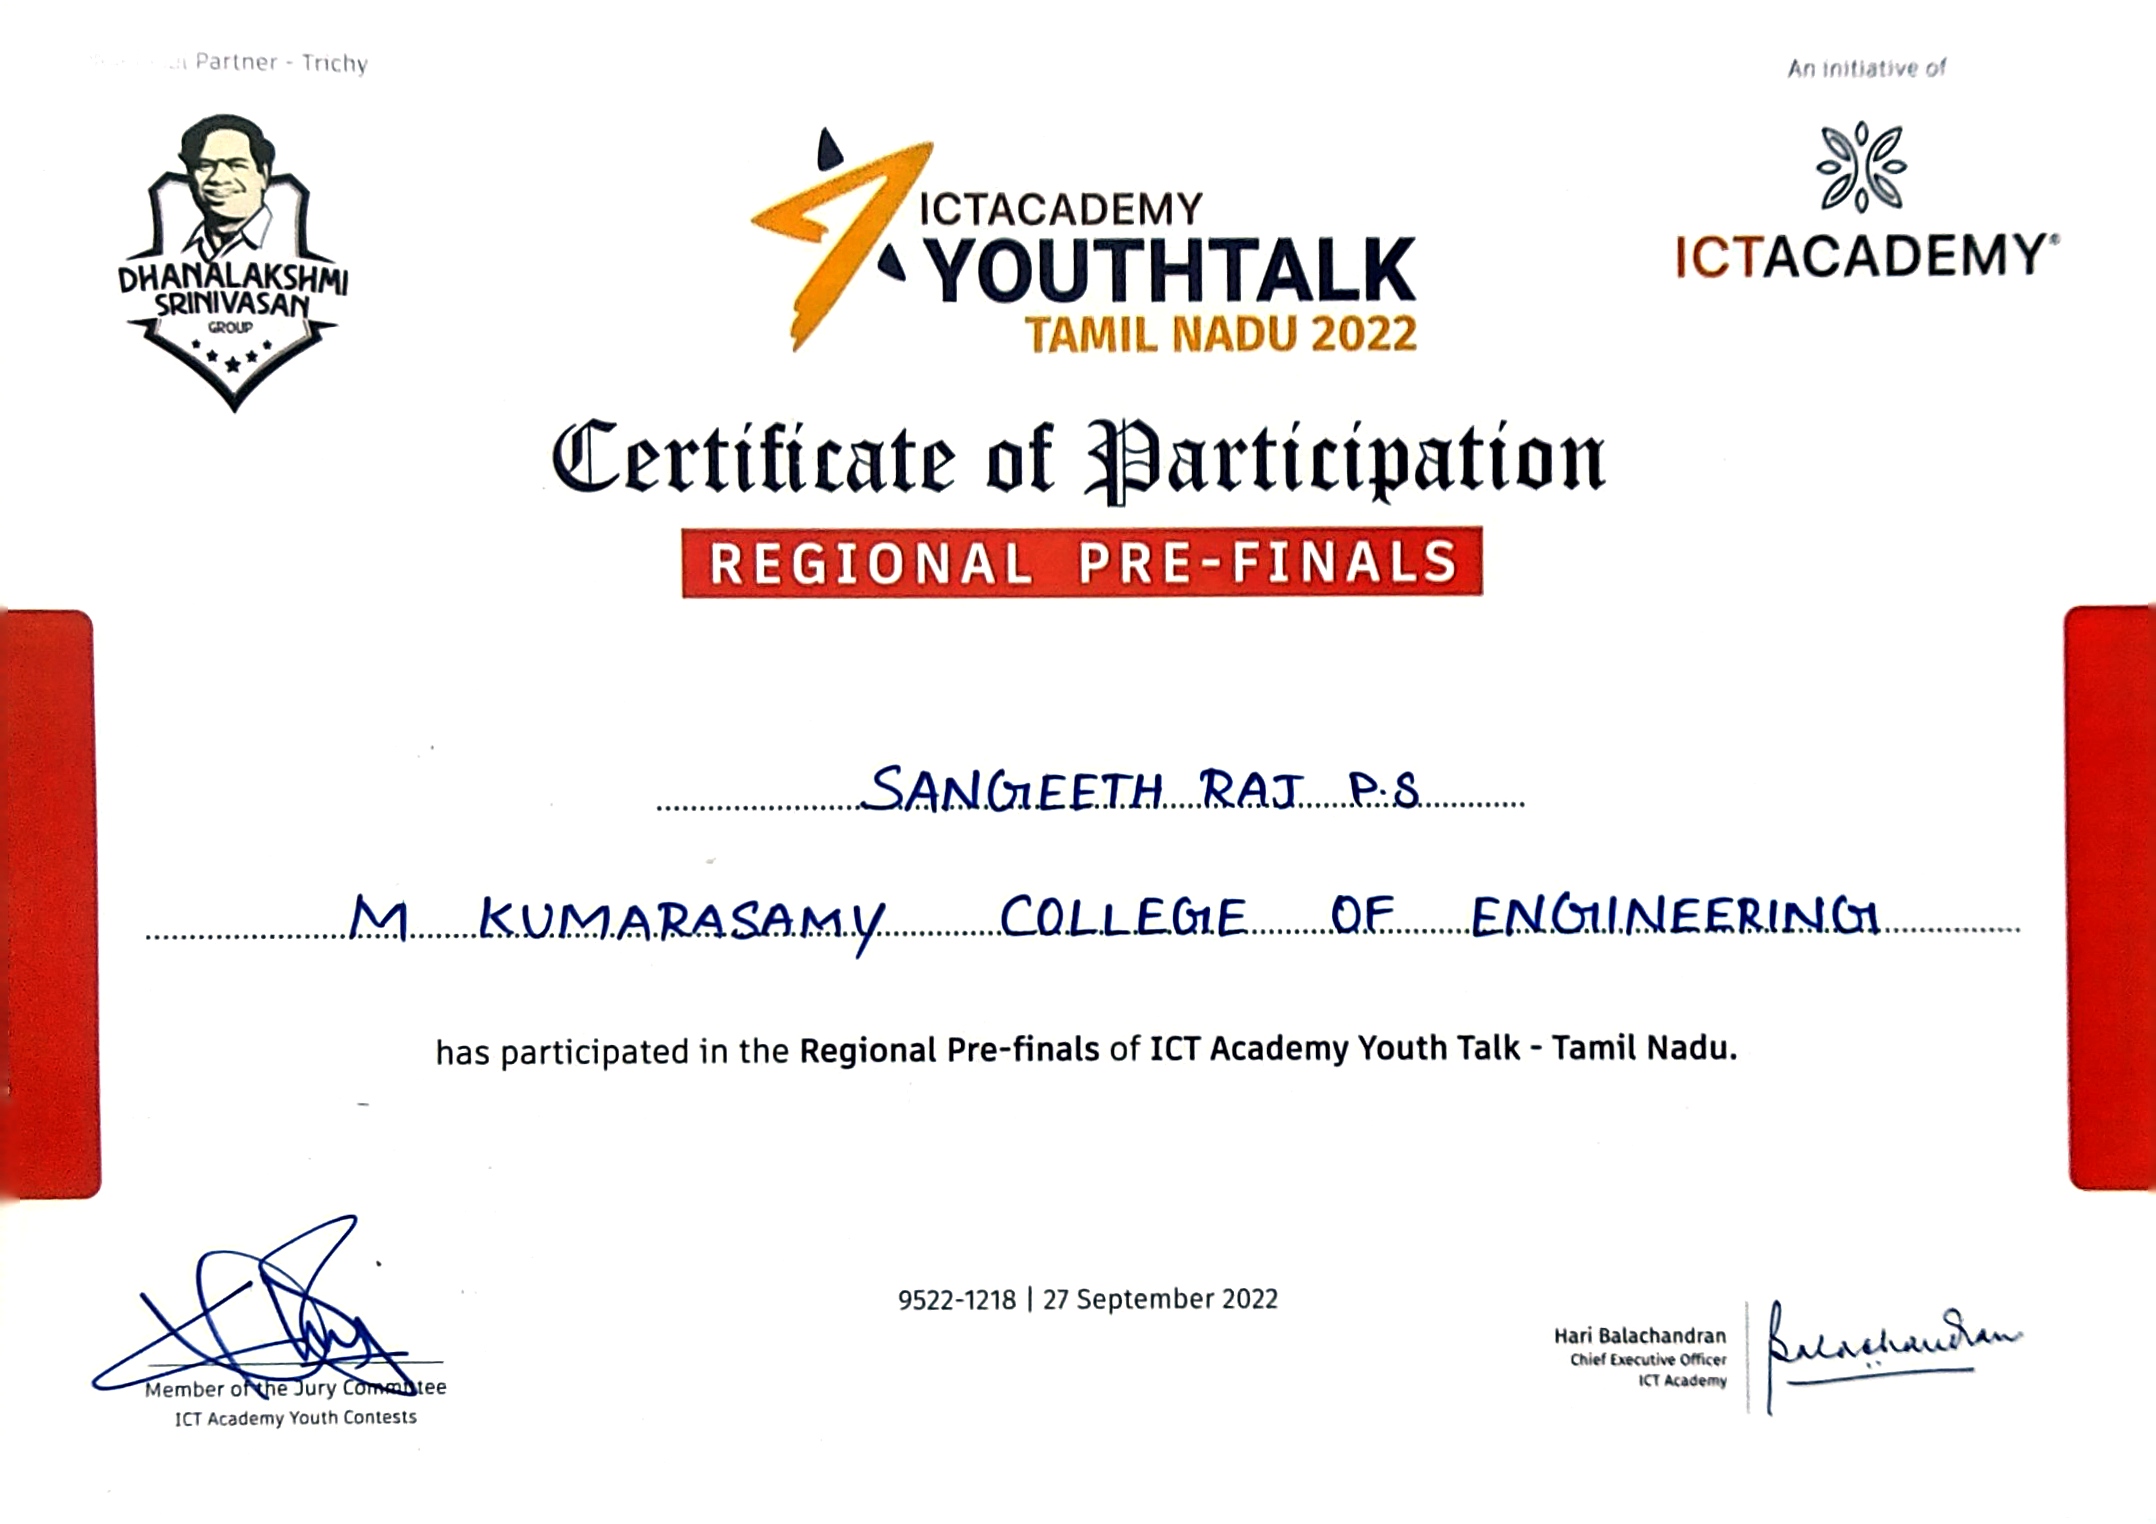 Partner - Trichy
An initiative of
DHANALAKSHMI
SRINIVASAN
GROUP
ICTACADEMY
YOUTHTALK
TAMIL NADU 2022
ICTACADEMY®
Certificate of Participation
REGIONAL PRE-FINALS
SANGEETH RAJ P.S
M KUMARASAMY COLLEGE OF ENGINEERING
has participated in the Regional Pre-finals of ICT Academy Youth Talk - Tamil Nadu.
9522-1218 | 27 September 2022
Member of the Jury Committee
ICT Academy Youth Contests
Hari Balachandran
Chief Executive Officer
ICT Academy
Balachandran